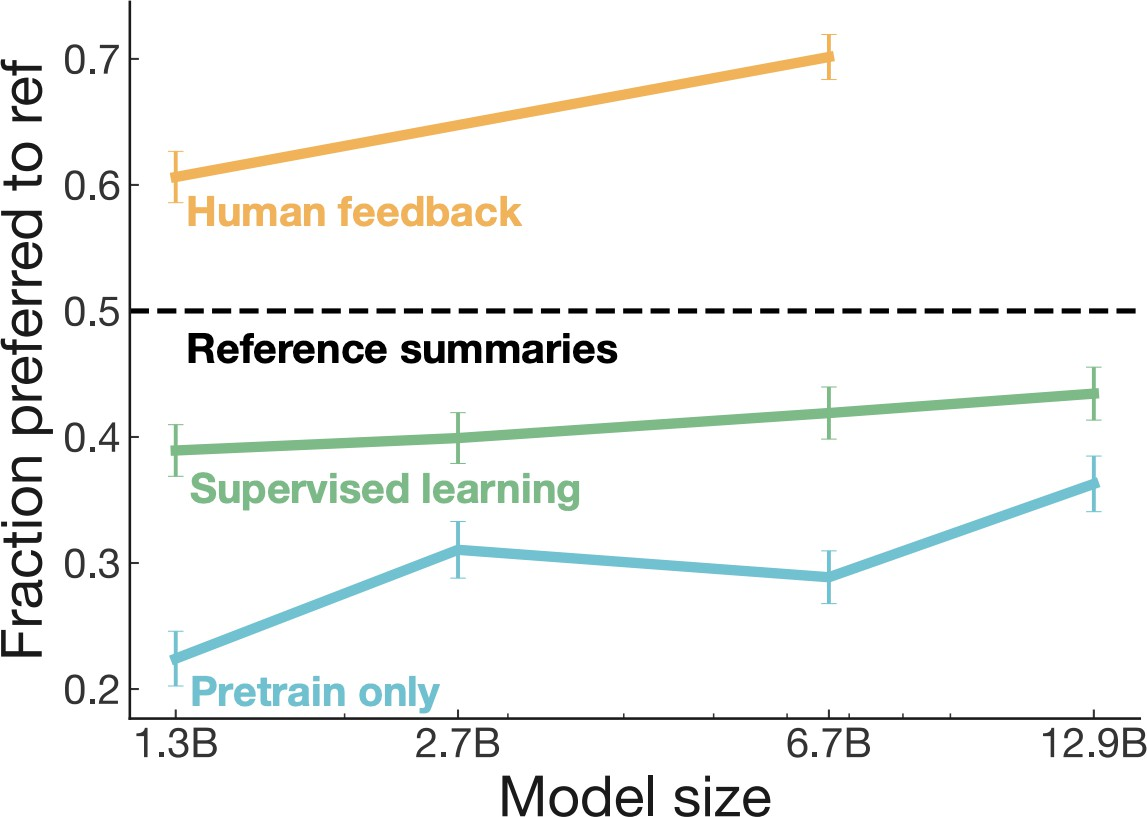 Fraction preferred to ref
0.7
0.6
Human feedback
0.5
Reference summaries
0.4
Supervised learning
0.3
0.2
Pretrain only
1.3B 2.7B 6.7B 12.9B
Model size